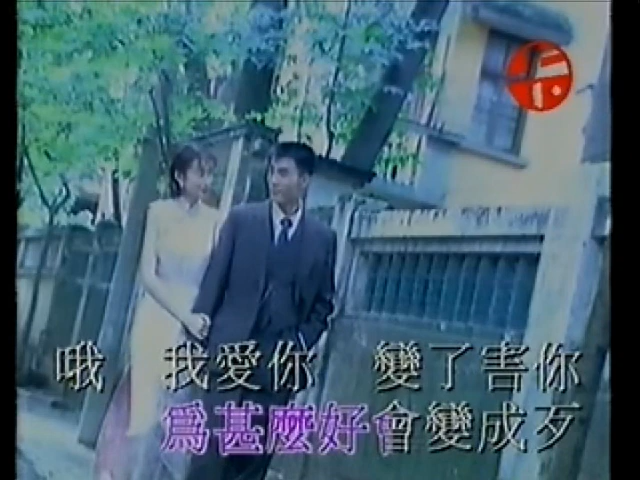 哦 我愛你 變了害你
為甚麼好會變成歹